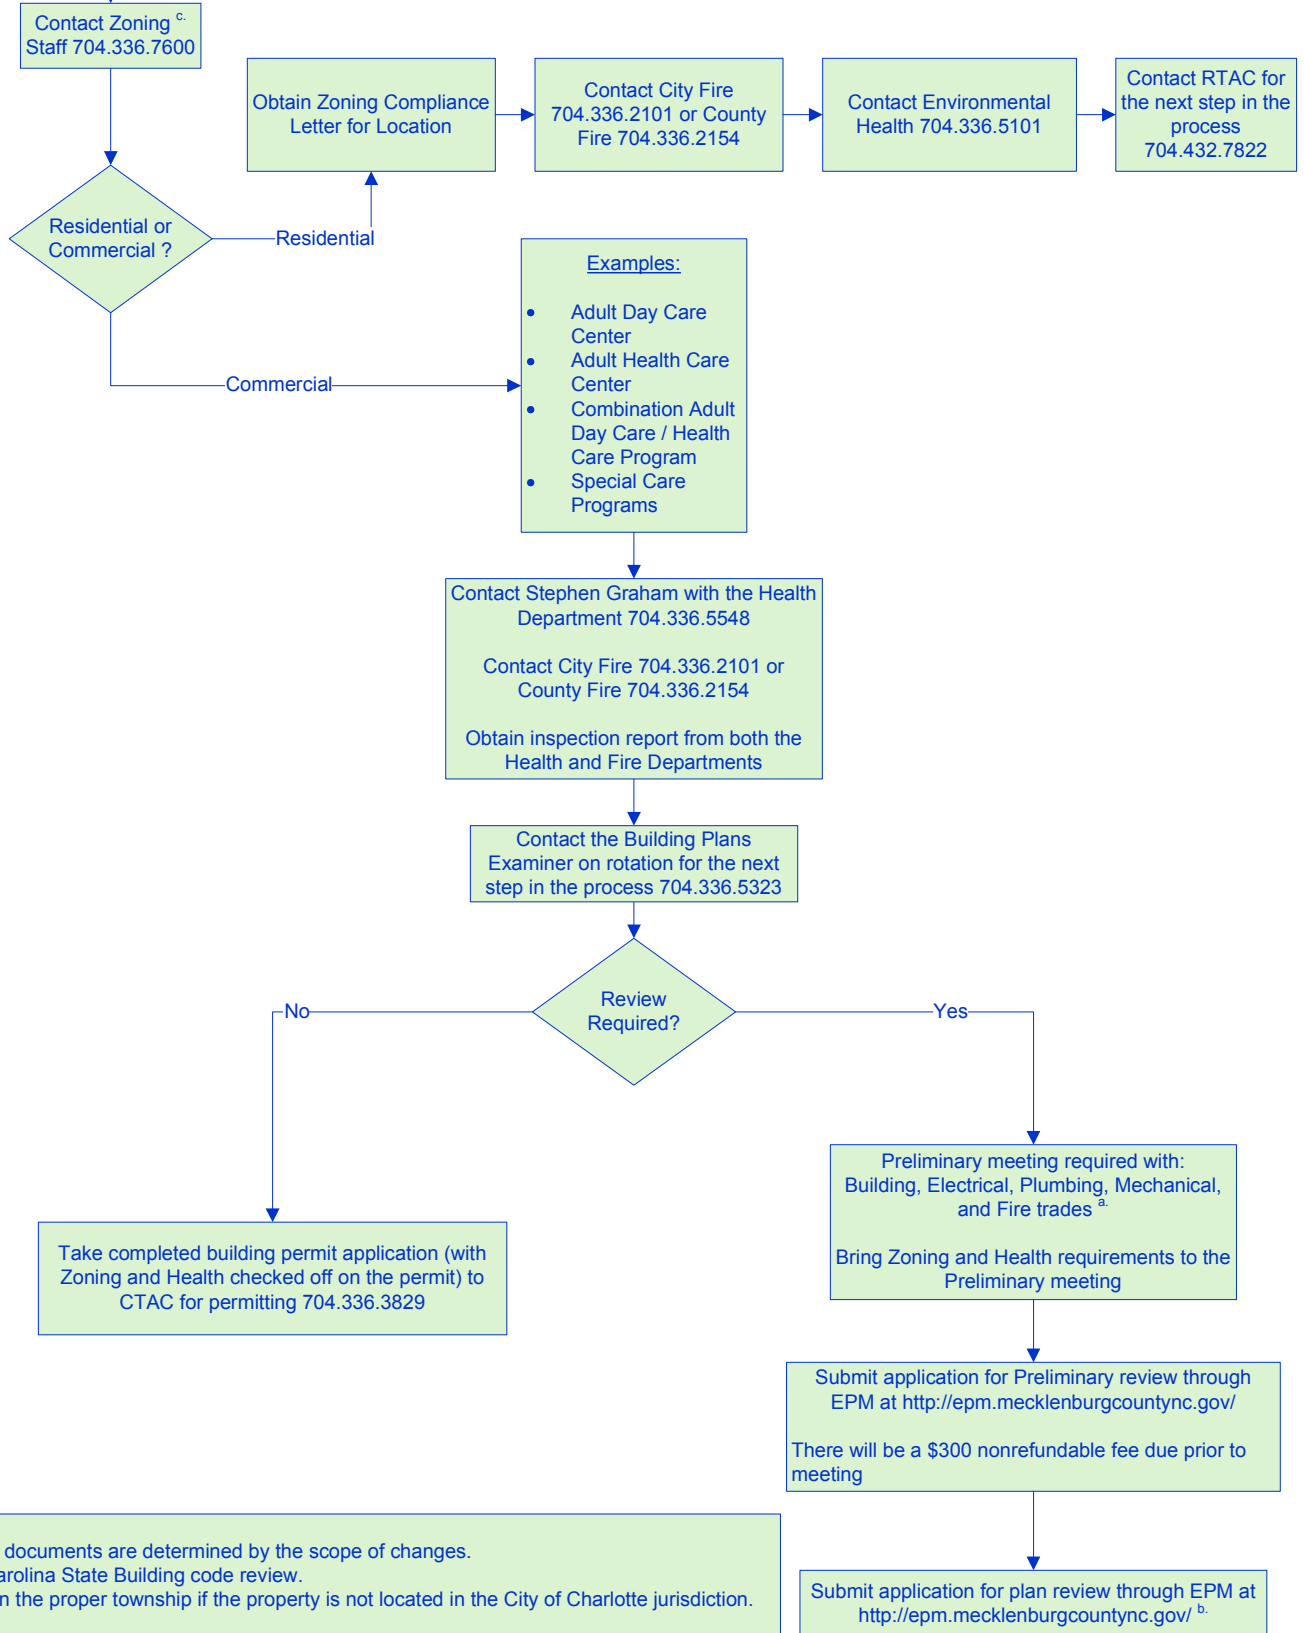 Contact Zoning c.
Staff 704.336.7600
Obtain Zoning Compliance
Letter for Location
Contact City Fire
704.336.2101 or County
Fire 704.336.2154
Contact Environmental
Health 704.336.5101
Contact RTAC for
the next step in the
process
704.432.7822
Residential or
Commercial ?
Residential
Commercial
Examples:
• Adult Day Care
Center
• Adult Health Care
Center
• Combination Adult
Day Care / Health
Care Program
• Special Care
Programs
Contact Stephen Graham with the Health
Department 704.336.5548
Contact City Fire 704.336.2101 or
County Fire 704.336.2154
Obtain inspection report from both the
Health and Fire Departments
Contact the Building Plans
Examiner on rotation for the next
step in the process 704.336.5323
Review
Required?
No
Yes
Take completed building permit application (with
Zoning and Health checked off on the permit) to
CTAC for permitting 704.336.3829
Preliminary meeting required with:
Building, Electrical, Plumbing, Mechanical,
and Fire trades a.
Bring Zoning and Health requirements to the
Preliminary meeting
Submit application for Preliminary review through
EPM at http://epm.mecklenburgcountync.gov/
There will be a $300 nonrefundable fee due prior to
meeting
Submit application for plan review through EPM at
http://epm.mecklenburgcountync.gov/ b.
documents are determined by the scope of changes.
arolina State Building code review.
n the proper township if the property is not located in the City of Charlotte jurisdiction.